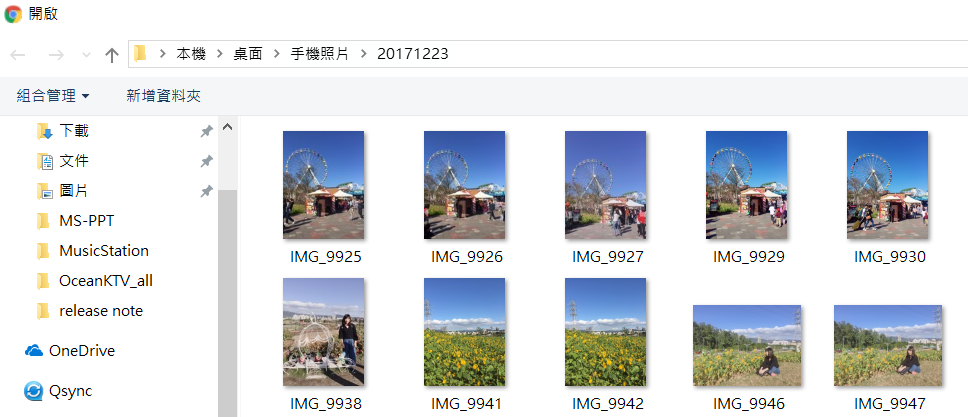 開啟
本機 > 桌面 > 手機照片 > 20171223
組合管理 新增資料夾
下載
文件
圖片
MS-PPT
MusicStation
OceanKTV_all
release note
OneDrive
Qsync
IMG_9925 IMG_9926 IMG_9927 IMG_9929 IMG_9930
IMG_9938 IMG_9941 IMG_9942 IMG_9946 IMG_9947